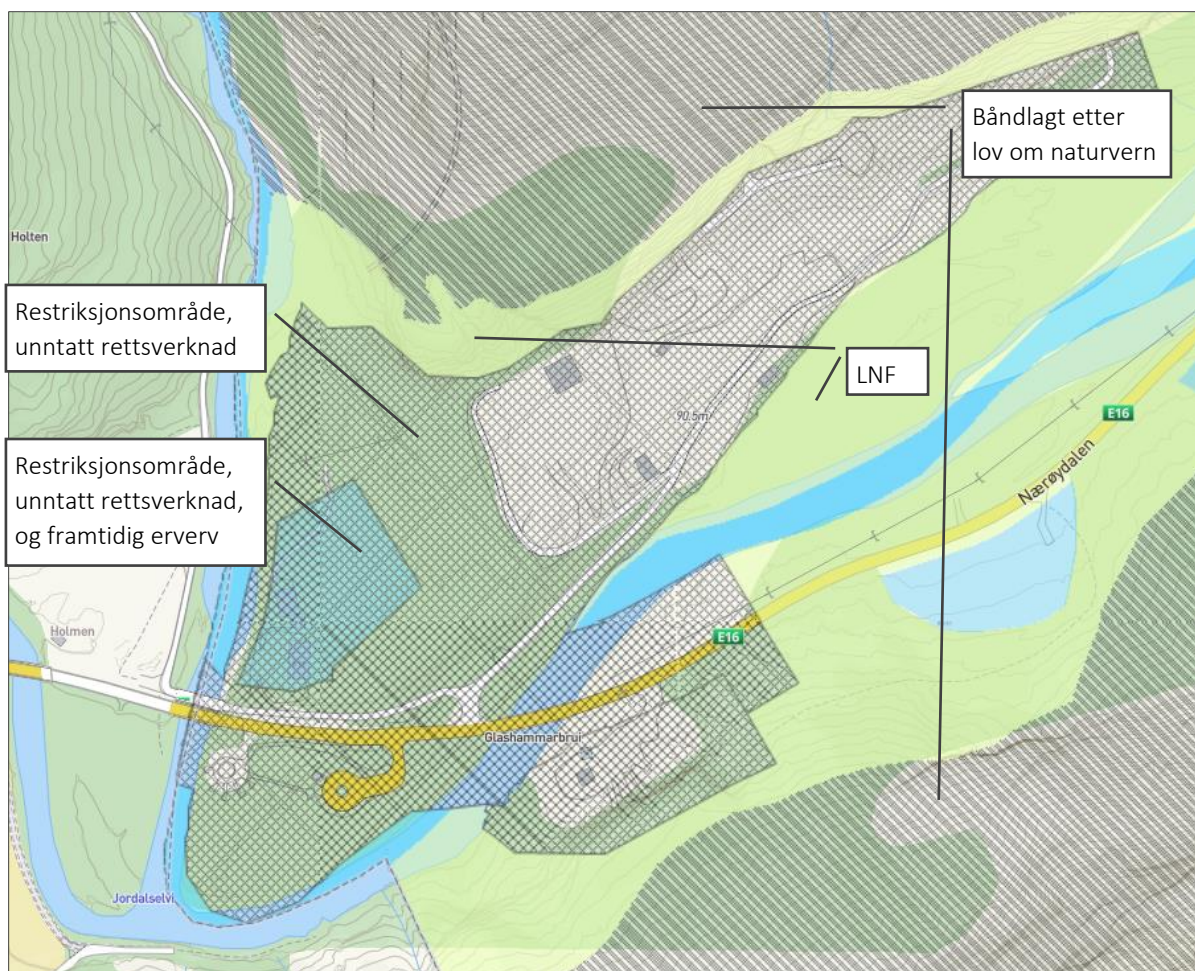 Båndlagt etter
lov om naturvern
Holten
Restriksjonsområde,
unntatt rettsverknad
LNF
90.5m
E16
Restriksjonsområde,
unntatt rettsverknad,
og framtidig erverv
Nærøydalen
Holmen
E16
Glashammarbrui
Jordalselvi